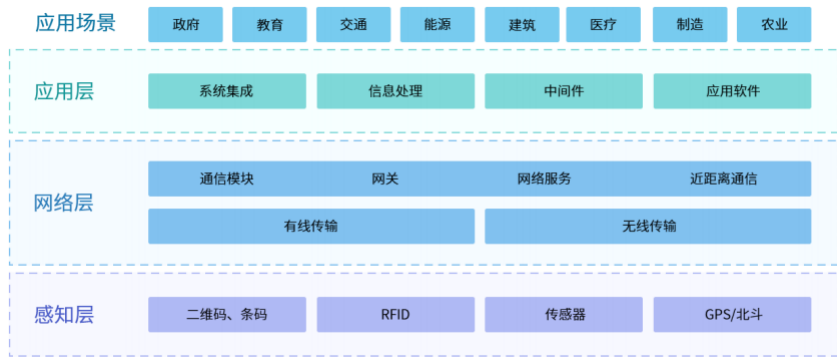 应用场景 政府 教育 交通 能源 建筑 医疗 制造 农业
应用层 系统集成 信息处理 中间件 应用软件
网络层
通信模块 网关 网络服务 近距离通信
有线传输 无线传输
感知层 二维码、条码 RFID 传感器 GPS/北斗